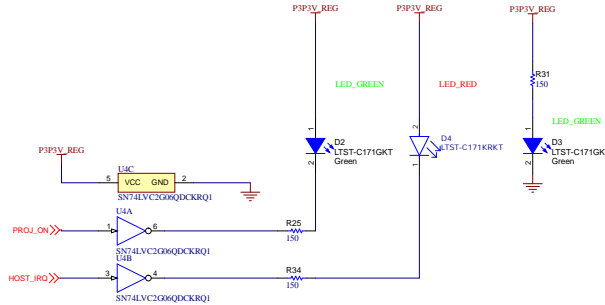 P3P3V_REG
P3P3V_REG
P3P3V_REG
R31
150
LED_GREEN
LED_RED
LED_GREEN
1
D2
LTST-C171GKT
Green
2
2
D4
LTST-C171KRKT
1
1
D3
LTST-C171GKT
Green
2
P3P3V_REG
U4C
5
VCC
GND
2
SN74LVC2G06QDCKRQ1
U4A
PROJ_ON
1
6
R25
150
SN74LVC2G06QDCKRQ1
U4B
HOST_IRQ
3
4
R34
150
SN74LVC2G06QDCKRQ1